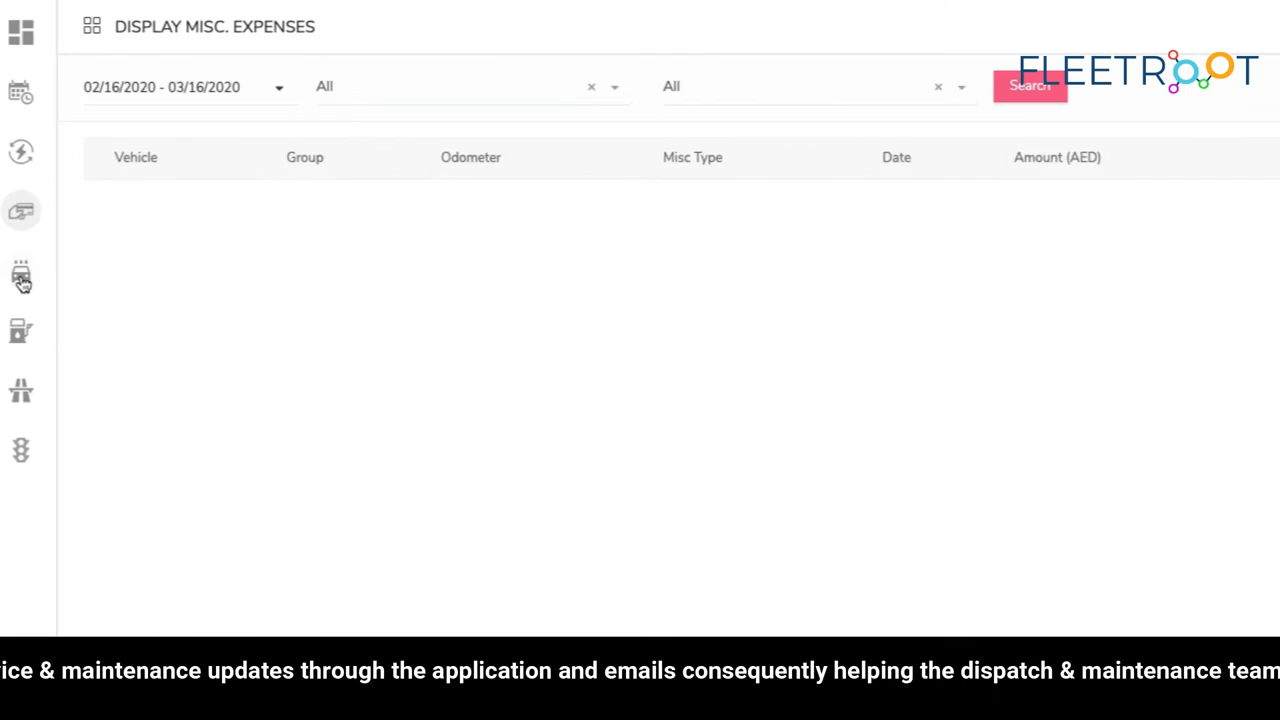 DISPLAY MISC. EXPENSES
FLEETROOT
02/16/2020 - 03/16/2020 All × All × Search
Vehicle Group Odometer Misc Type Date Amount (AED)
ice & maintenance updates through the application and emails consequently helping the dispatch & maintenance team